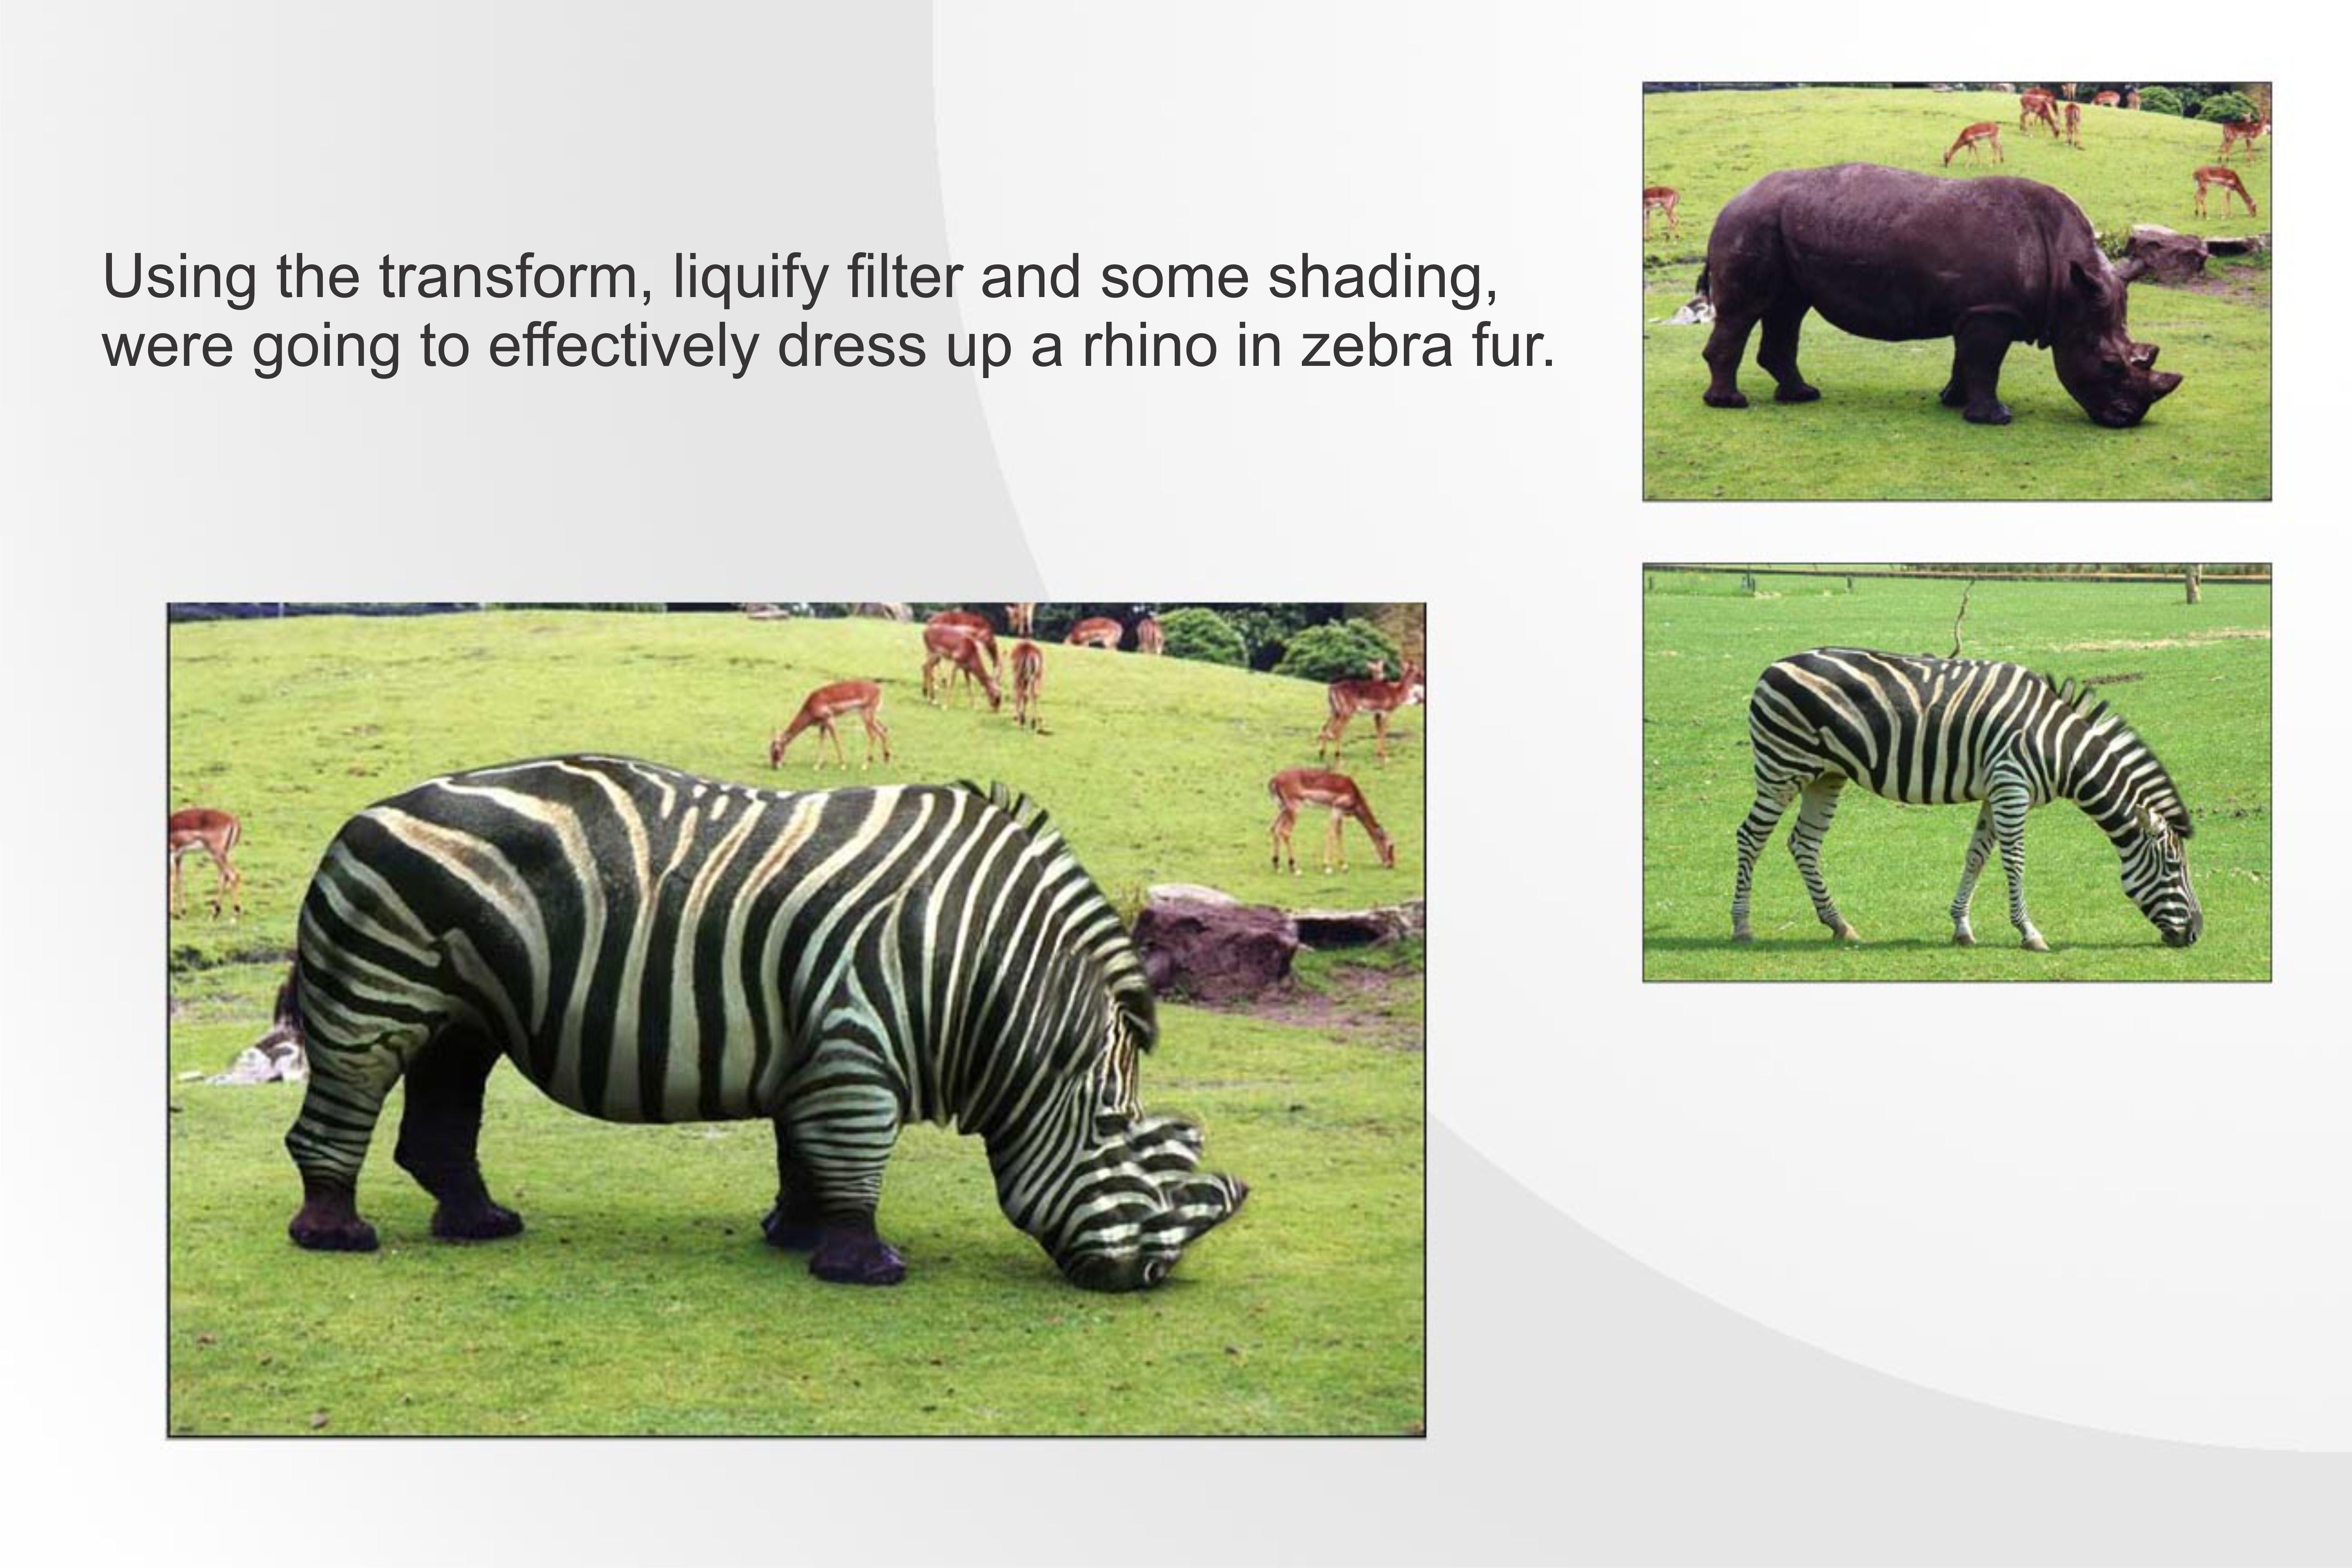 Using the transform, liquify filter and some shading,
were going to effectively dress up a rhino in zebra fur.